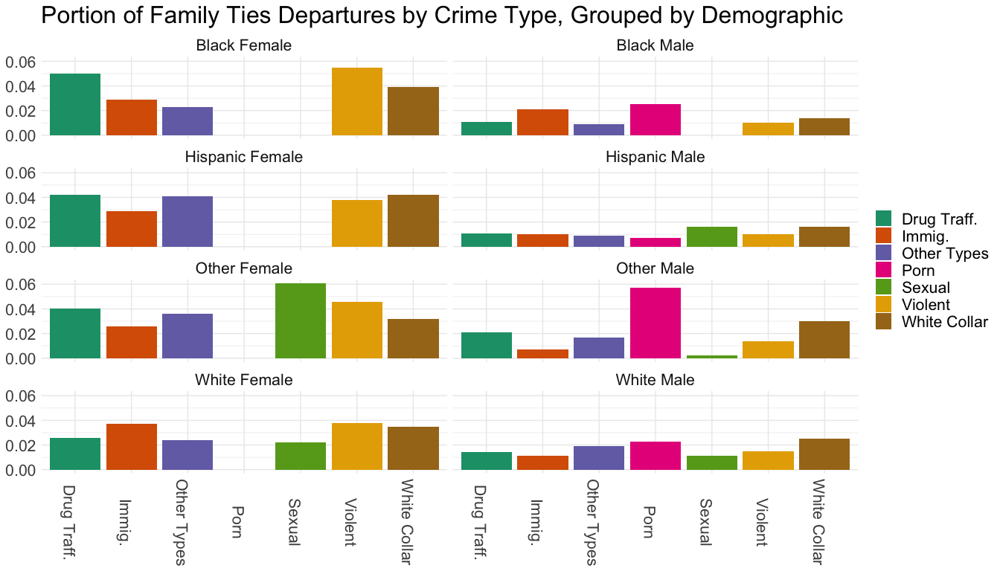 Portion of Family Ties Departures by Crime Type, Grouped by Demographic
Black Female
Black Male
0.06
0.04
0.02
0.00
Hispanic Female
Hispanic Male
0.06
0.04
0.02
0.00
Other Female
Other Male
0.06
0.04
0.02
0.00
White Female
White Male
0.06
0.04
0.02
0.00
Drug Traff.
Immig.
Other Types
Porn
Sexual
Violent
White Collar
Drug Traff.
Immig.
Other Types
Porn
Sexual
Violent
White Collar
Drug Traff.
Immig.
Other Types
Porn
Sexual
Violent
White Collar